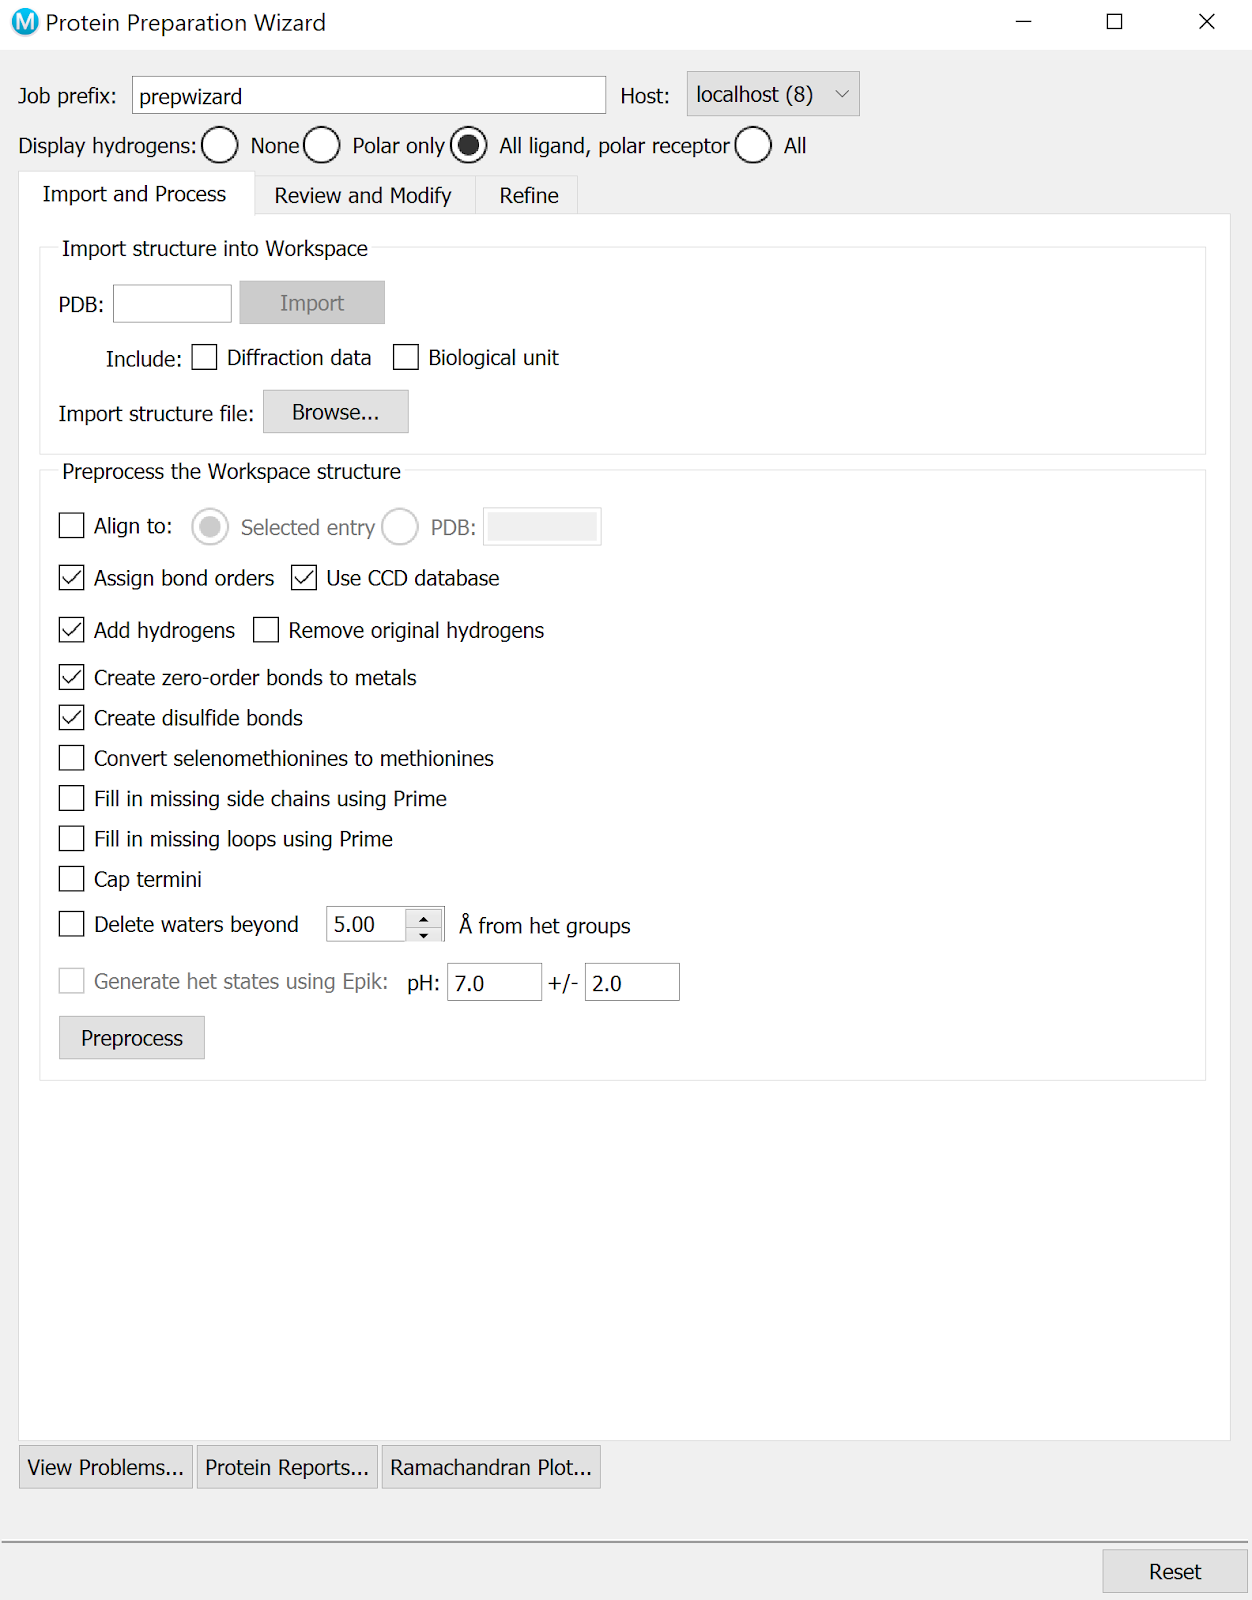 M Protein Preparation Wizard
Job prefix: prepwizard Host: localhost (8)
Display hydrogens: None Polar only All ligand, polar receptor All
Import and Process Review and Modify Refine
Import structure into Workspace
PDB: Import
Include: Diffraction data Biological unit
Import structure file: Browse...
Preprocess the Workspace structure
Align to: Selected entry PDB:
Assign bond orders Use CCD database
Add hydrogens Remove original hydrogens
Create zero-order bonds to metals
Create disulfide bonds
Convert selenomethionines to methionines
Fill in missing side chains using Prime
Fill in missing loops using Prime
Cap termini
Delete waters beyond 5.00 Å from het groups
Generate het states using Epik: pH: 7.0 +/- 2.0
Preprocess
View Problems... Protein Reports... Ramachandran Plot...
Reset